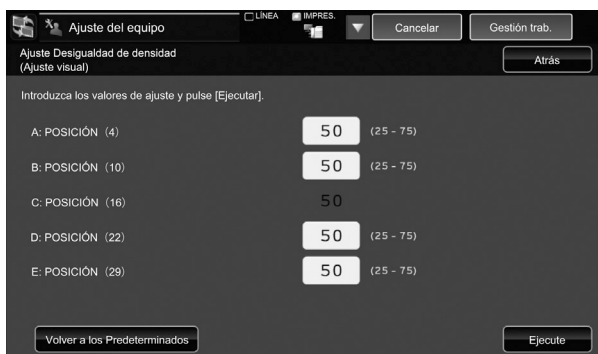 Ajuste del equipo
LÍNEA
IMPRES.
Cancelar
Gestión trab.
Ajuste Desigualdad de densidad
(Ajuste visual)
Atrás
Introduzca los valores de ajuste y pulse [Ejecutar].
A: POSICIÓN (4) 50 (25 - 75)
B: POSICIÓN (10) 50 (25 - 75)
C: POSICIÓN (16) 50
D: POSICIÓN (22) 50 (25 - 75)
E: POSICIÓN (29) 50 (25 - 75)
Volver a los Predeterminados
Ejecute